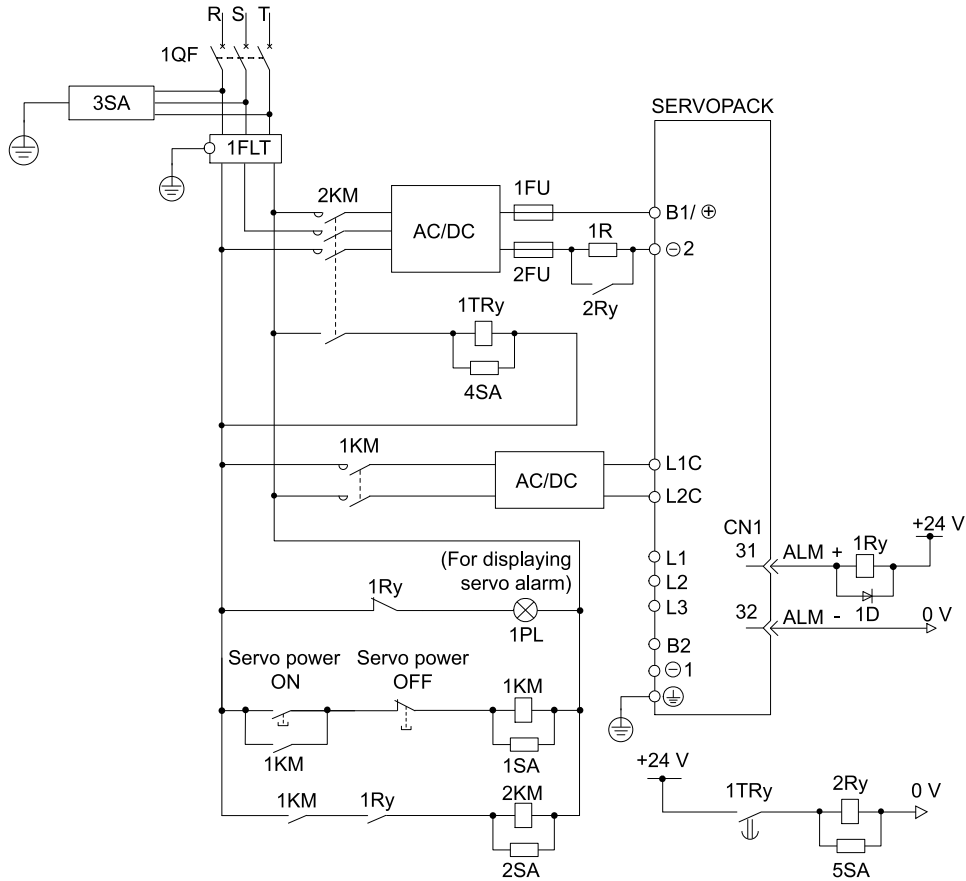 R S T
1QF
3SA
1FLT
SERVOPACK
2KM
AC/DC
1FU
B1/ ⊕
1R
⊖ 2
2FU
2Ry
1TRy
4SA
1KM
AC/DC
L1C
L2C
CN1
+24 V
31 ALM + 1Ry
1D
32 ALM - 0 V
L1
L2
L3
B2
⊖ 1
(For displaying
servo alarm)
1Ry
1PL
Servo power
ON
Servo power
OFF
1KM
1KM
1SA
1KM 1Ry 2KM
2SA
+24 V
1TRy 2Ry 0 V
5SA